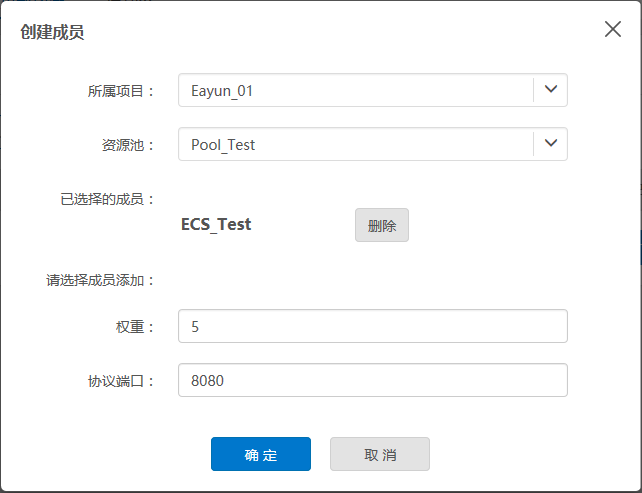 创建成员
所属项目： Eayun_01
资源池： Pool_Test
已选择的成员：
ECS_Test 删除
请选择成员添加：
权重： 5
协议端口： 8080
确 定 取 消